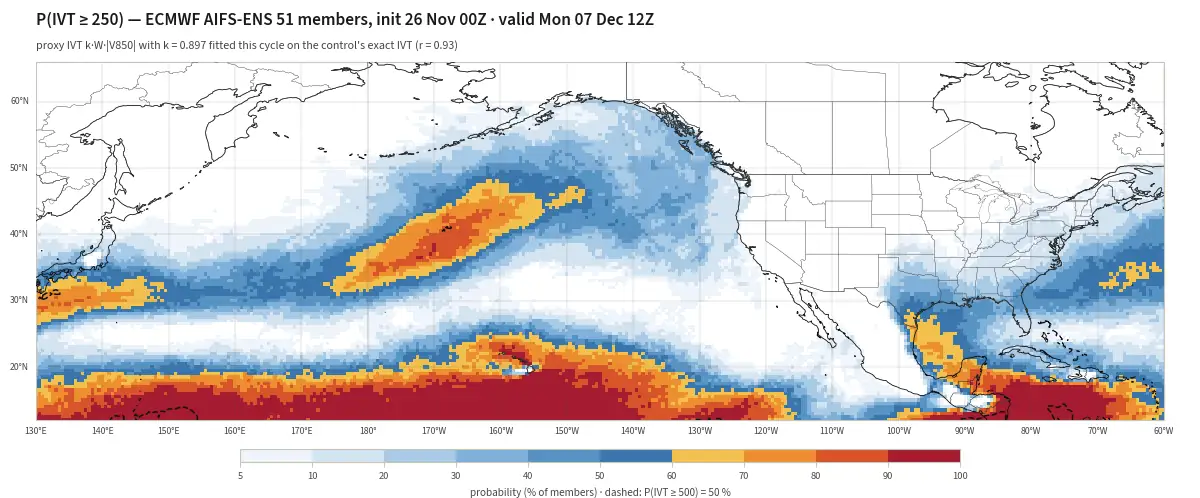 P(IVT ≥ 250) — ECMWF AIFS-ENS 51 members, init 26 Nov 00Z · valid Mon 07 Dec 12Z
proxy IVT k·W·|V850| with k = 0.897 fitted this cycle on the control's exact IVT (r = 0.93)
60°N
50°N
40°N
30°N
20°N
130°E 140°E 150°E 160°E 170°E 180° 170°W 160°W 150°W 140°W 130°W 120°W 110°W 100°W 90°W 80°W 70°W 60°W
5 10 20 30 40 50 60 70 80 90 100
probability (% of members) · dashed: P(IVT ≥ 500) = 50 %